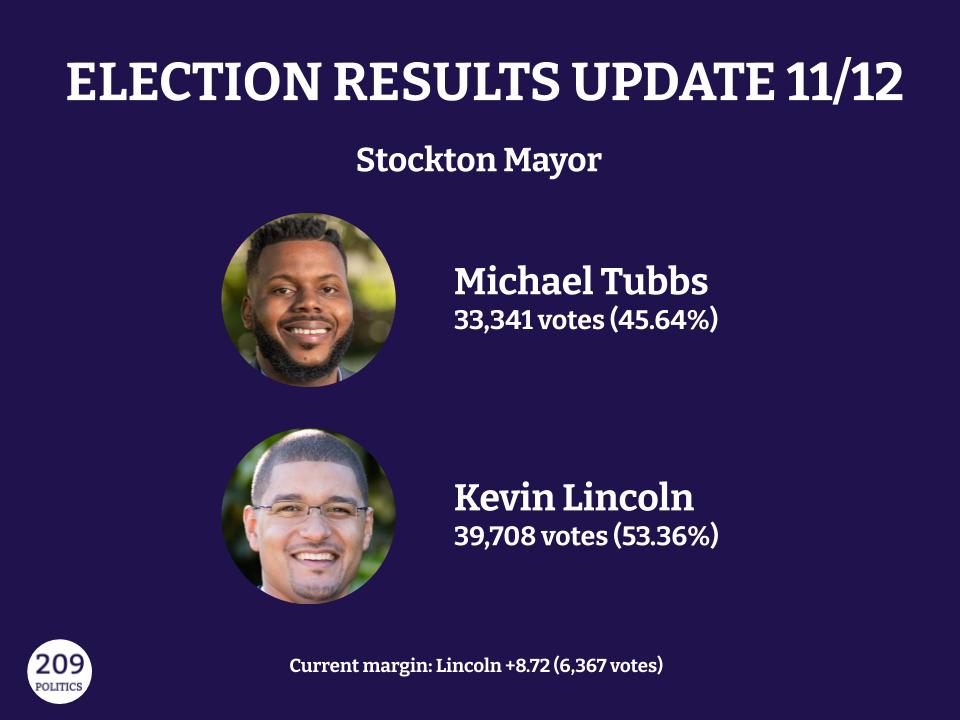 ELECTION RESULTS UPDATE 11/12
Stockton Mayor
Michael Tubbs
33,341 votes (45.64%)
Kevin Lincoln
39,708 votes (53.36%)
209
POLITICS
Current margin: Lincoln +8.72 (6,367 votes)